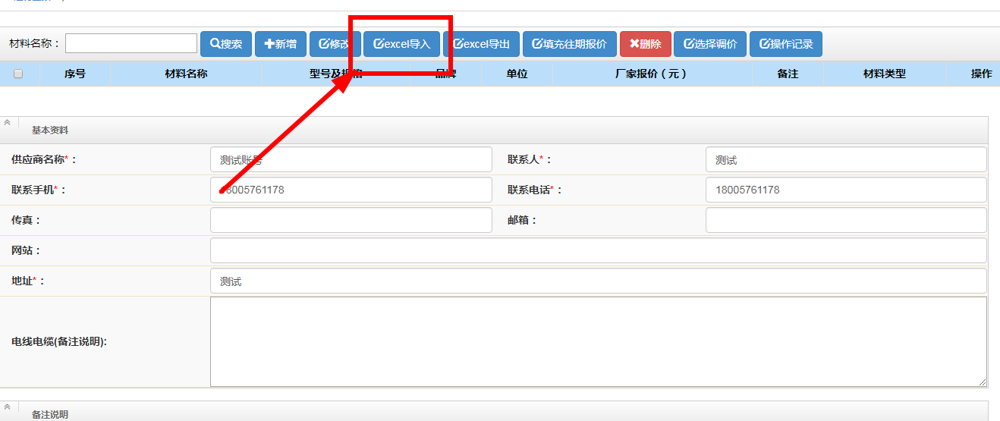 材料名称： 搜索 新增 修改 excel导入 excel导出 填充往期报价 删除 选择调价 操作记录
序号 材料名称 型号及规格 品牌 单位 厂家报价（元） 备注 材料类型 操作
基本资料
供应商名称*： 测试账号 联系人*： 测试
联系手机*： 18005761178 联系电话*： 18005761178
传真： 邮箱：
网站：
地址*： 测试
电线电缆(备注说明):
备注说明